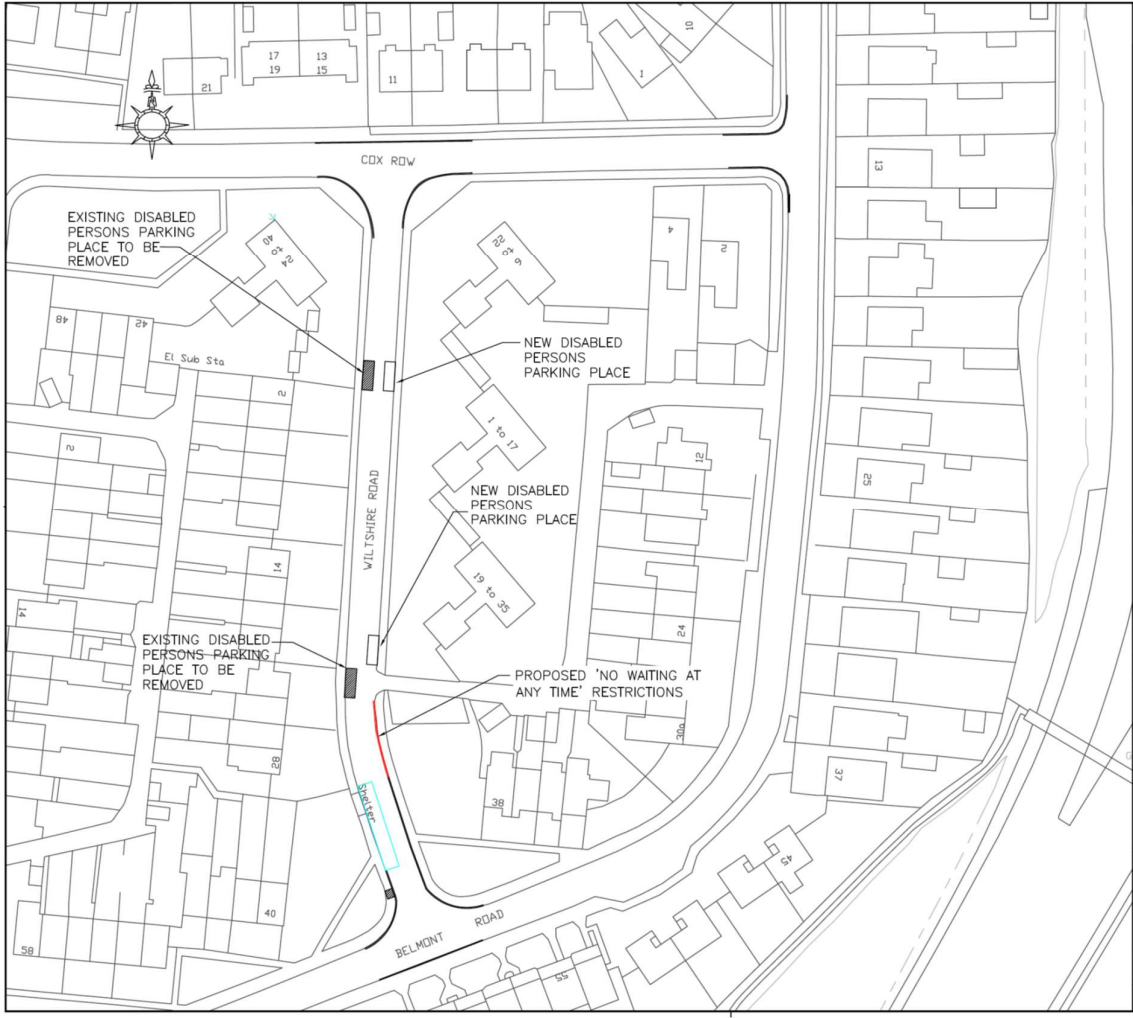 10
17 13
19 15
11
1
21
COX ROW
13
EXISTING DISABLED
PERSONS PARKING
PLACE TO BE
REMOVED
24 to 40
6 to 22
4
2
48
42
El Sub Sta
NEW DISABLED
PERSONS
PARKING PLACE
2
1 to 17
2
12
25
NEW DISABLED
PERSONS
PARKING PLACE
WILTSHIRE ROAD
14
19 to 35
14
24
EXISTING DISABLED
PERSONS PARKING
PLACE TO BE
REMOVED
PROPOSED 'NO WAITING AT
ANY TIME' RESTRICTIONS
30a
28
37
Shelter
38
45
40
BELMONT ROAD
58
55